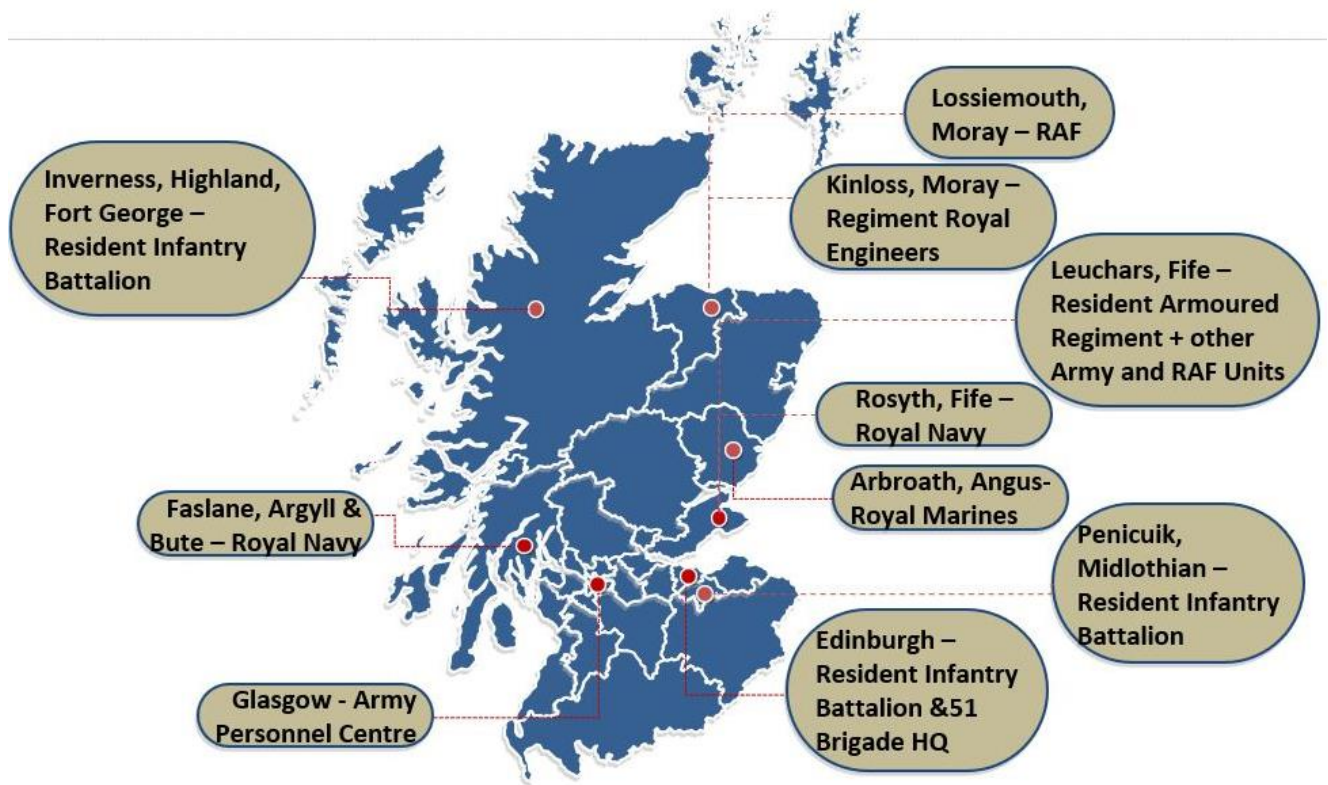 Lossiemouth,
Moray – RAF
Inverness, Highland,
Fort George –
Resident Infantry
Battalion
Kinloss, Moray –
Regiment Royal
Engineers
Leuchars, Fife –
Resident Armoured
Regiment + other
Army and RAF Units
Rosyth, Fife –
Royal Navy
Arbroath, Angus-
Royal Marines
Faslane, Argyll &
Bute – Royal Navy
Penicuik,
Midlothian –
Resident Infantry
Battalion
Edinburgh –
Resident Infantry
Battalion &51
Brigade HQ
Glasgow - Army
Personnel Centre